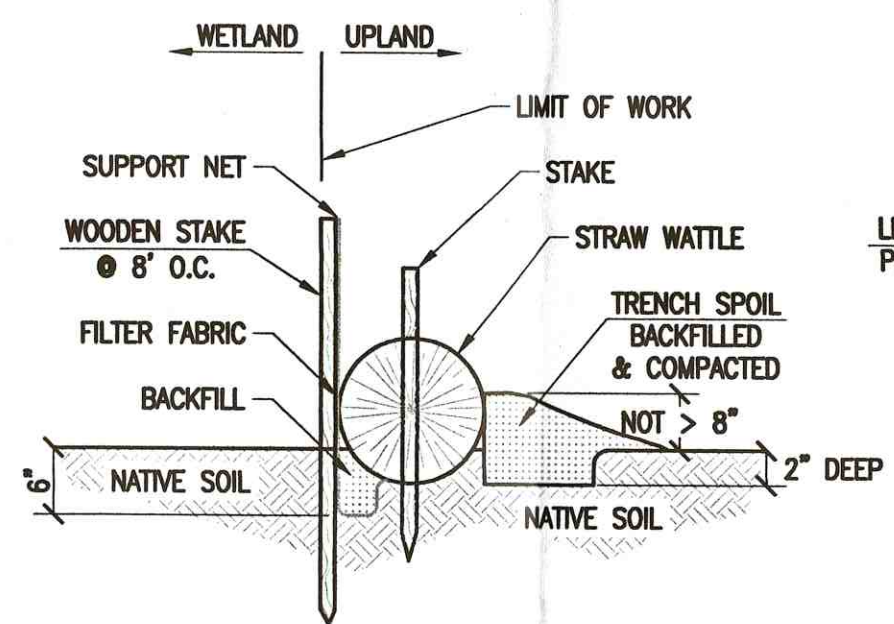 WETLAND UPLAND
LIMIT OF WORK
SUPPORT NET
STAKE
WOODEN STAKE
@ 8' O.C.
STRAW WATTLE
FILTER FABRIC
TRENCH SPOIL
BACKFILLED
& COMPACTED
BACKFILL
NOT > 8"
6"
NATIVE SOIL
2" DEEP
NATIVE SOIL